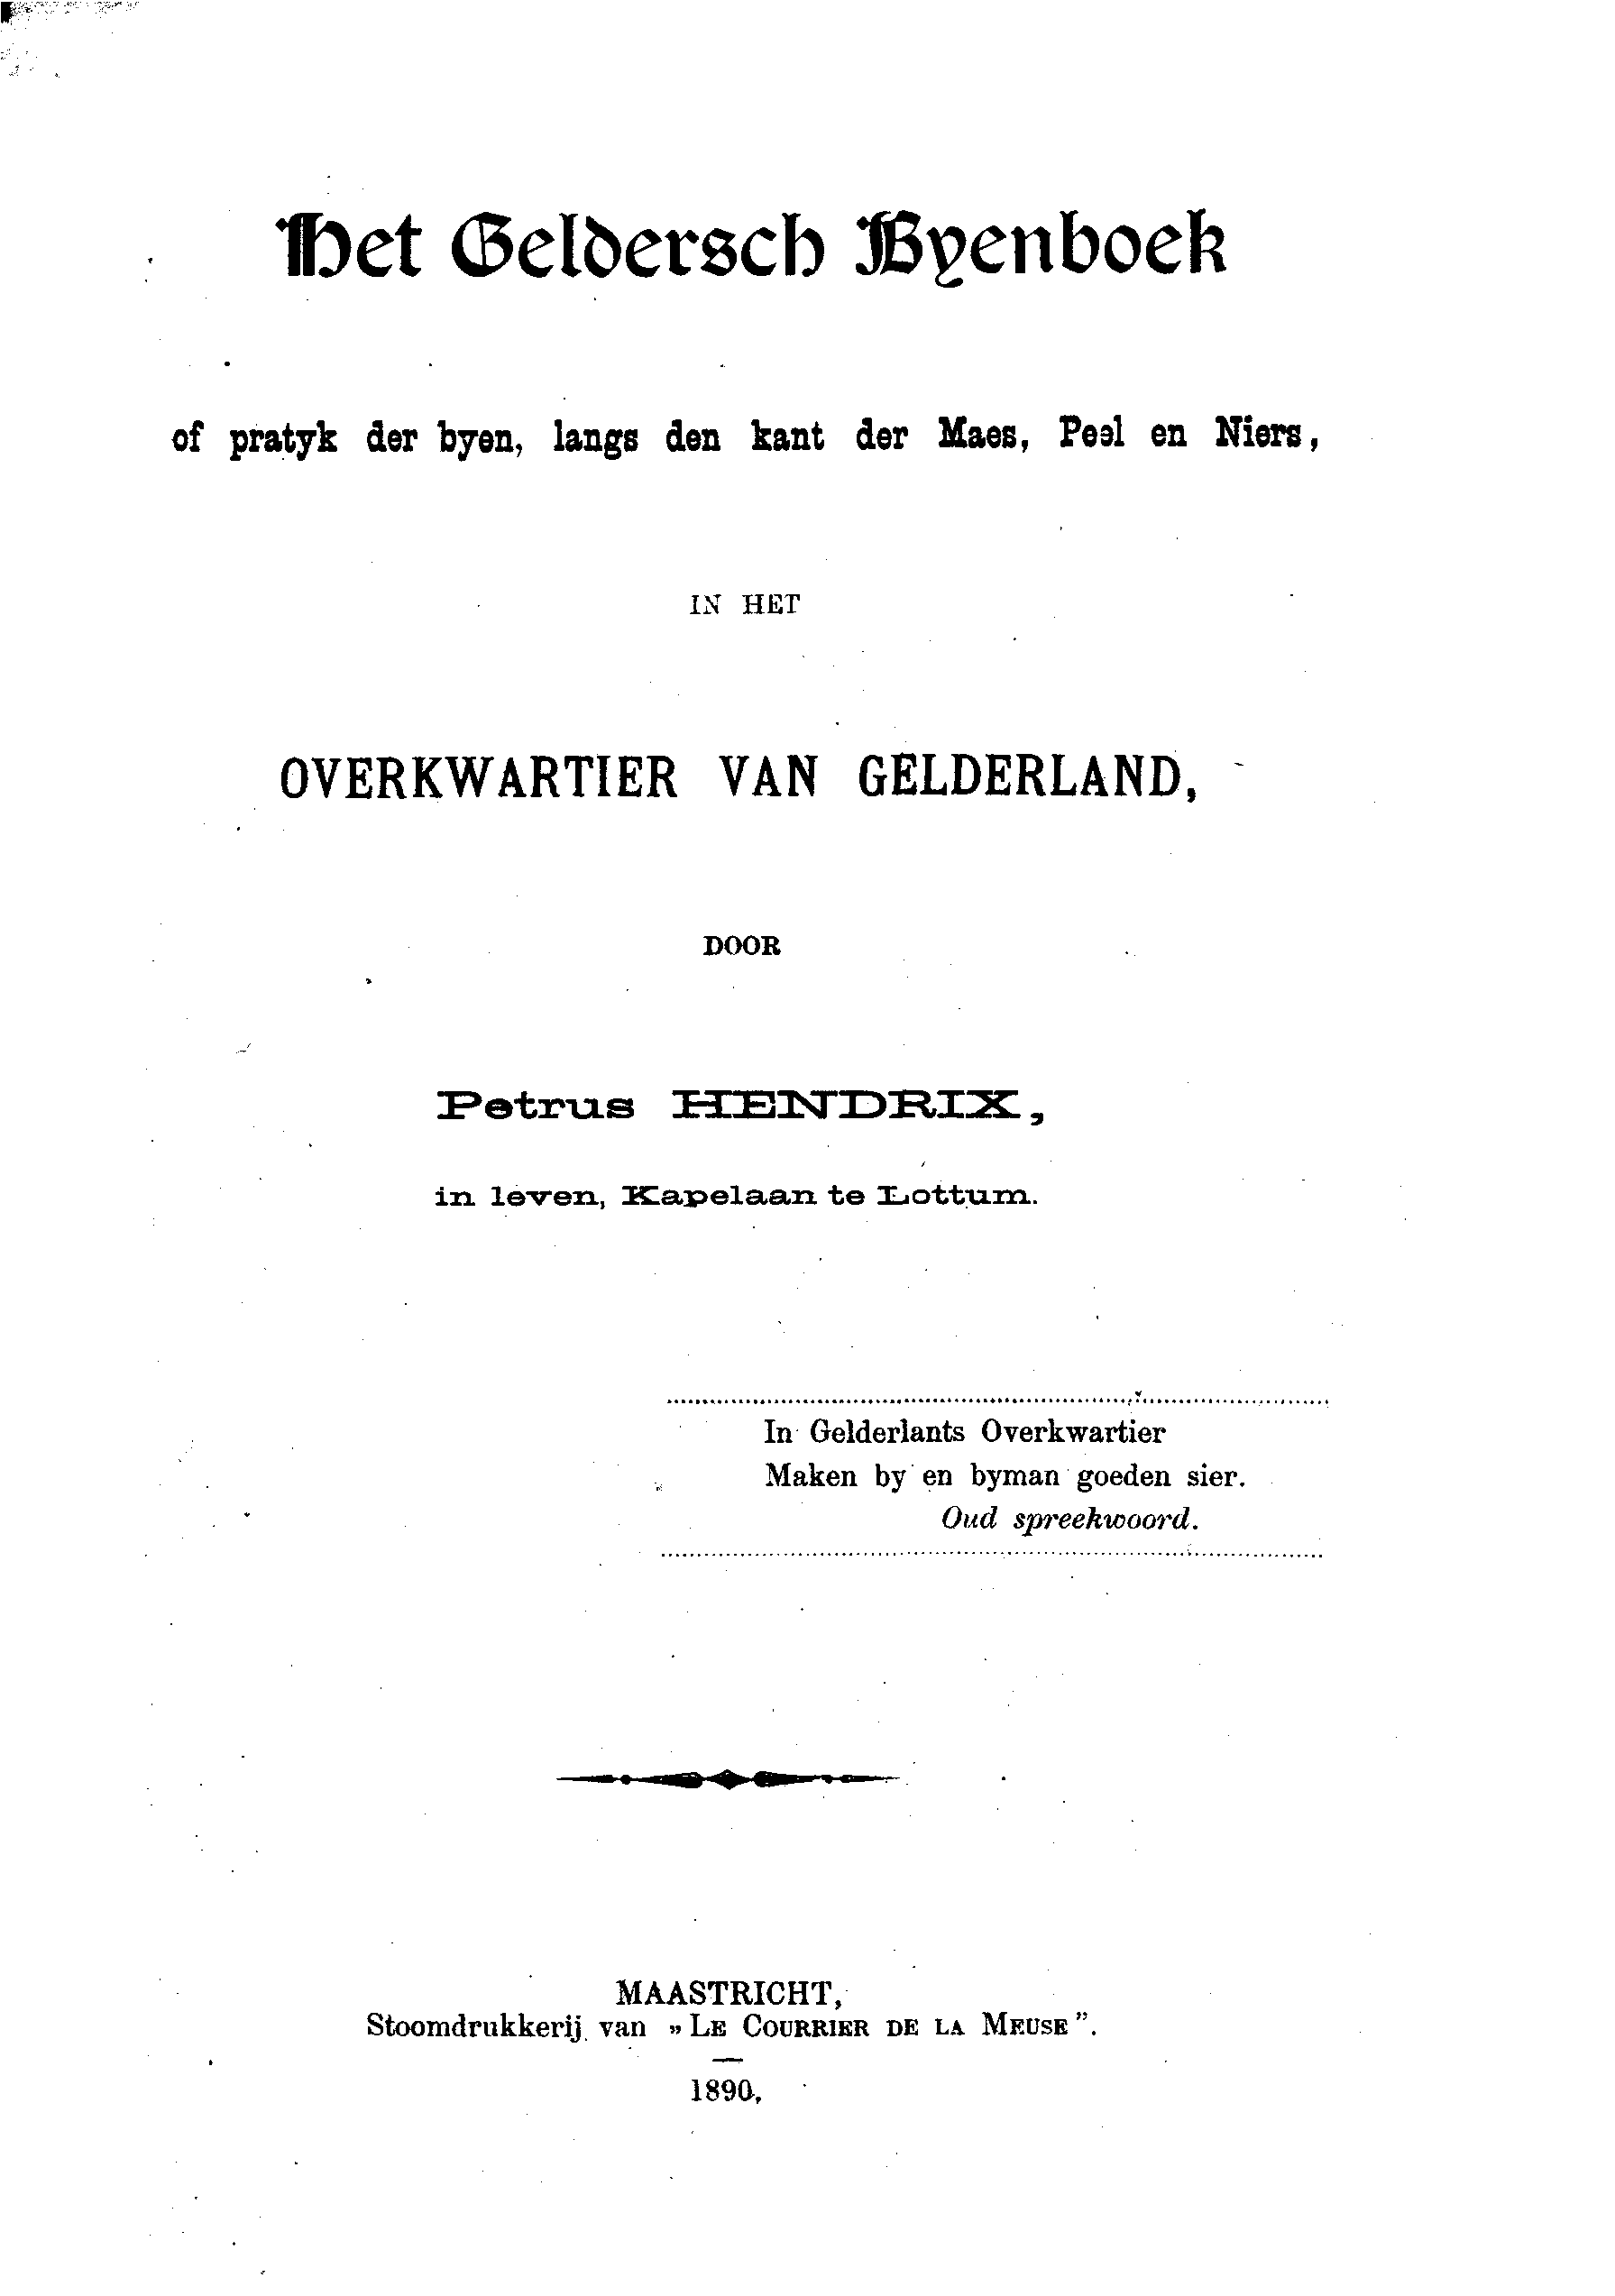 Het Geldersch Byenboek
of pratyk der byen, langs den kant der Maes, Peel en Niers,
IN HET
OVERKWARTIER VAN GELDERLAND,
DOOR
Petrus HENDRIX,
in leven, Kapelaan te Lottum.
In Gelderlants Overkwartier
Maken by en byman goeden sier.
Oud spreekwoord.
MAASTRICHT,
Stoomdrukkerij van „LE COURRIER DE LA MEUSE”.
1890,